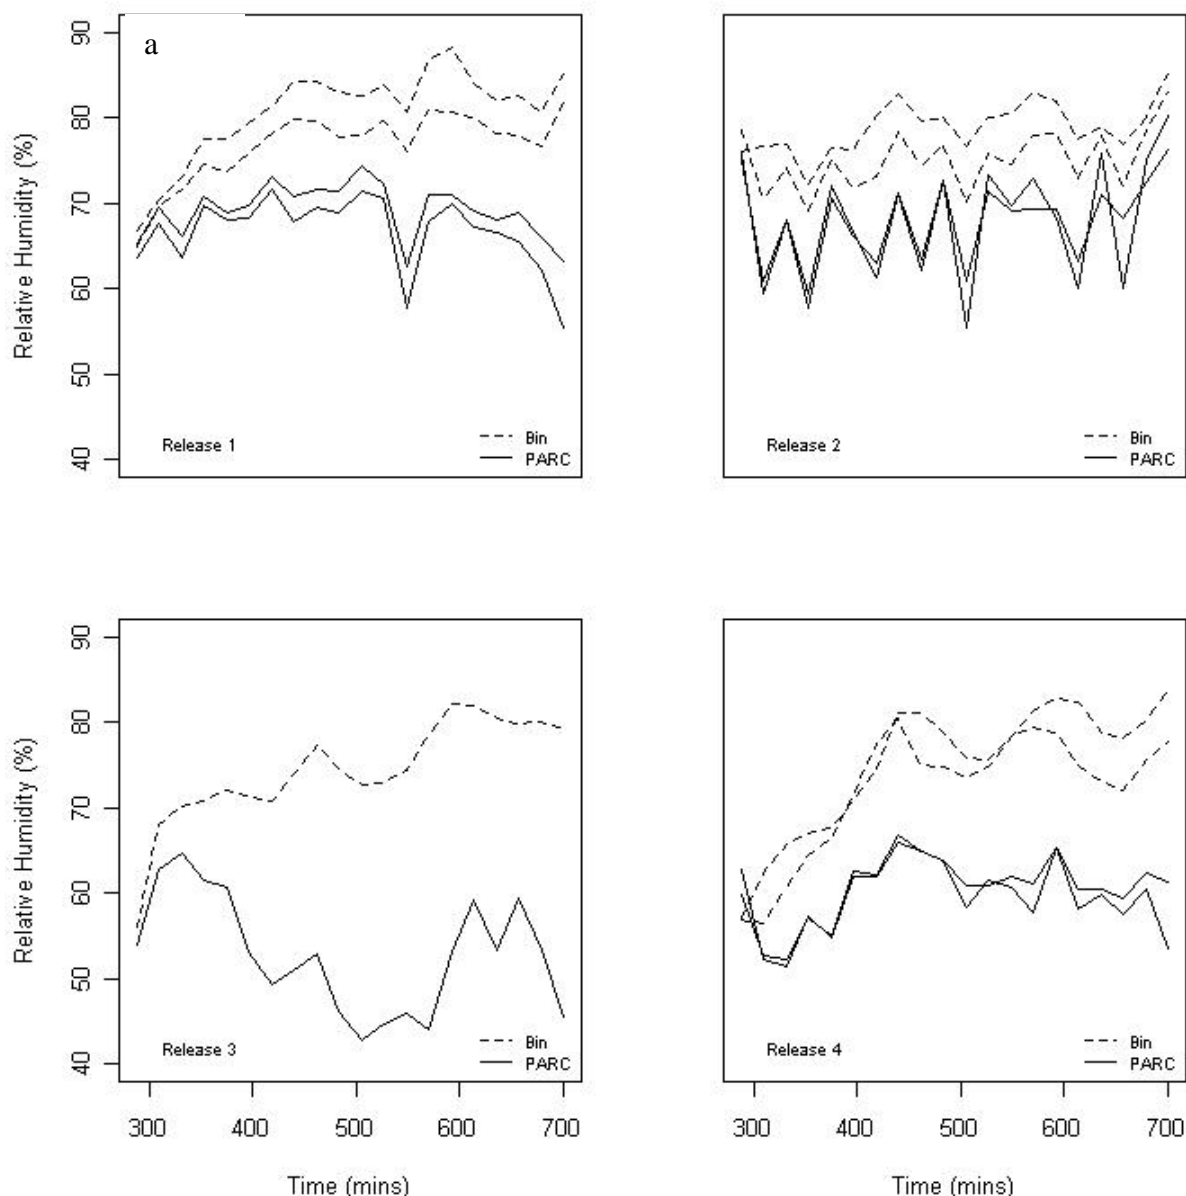 a
Relative Humidity (%)
90
80
70
60
50
40
Release 1
Bin
PARC
Release 2
Bin
PARC
Relative Humidity (%)
90
80
70
60
50
40
Release 3
Bin
PARC
300 400 500 600 700
Time (mins)
Release 4
Bin
PARC
300 400 500 600 700
Time (mins)